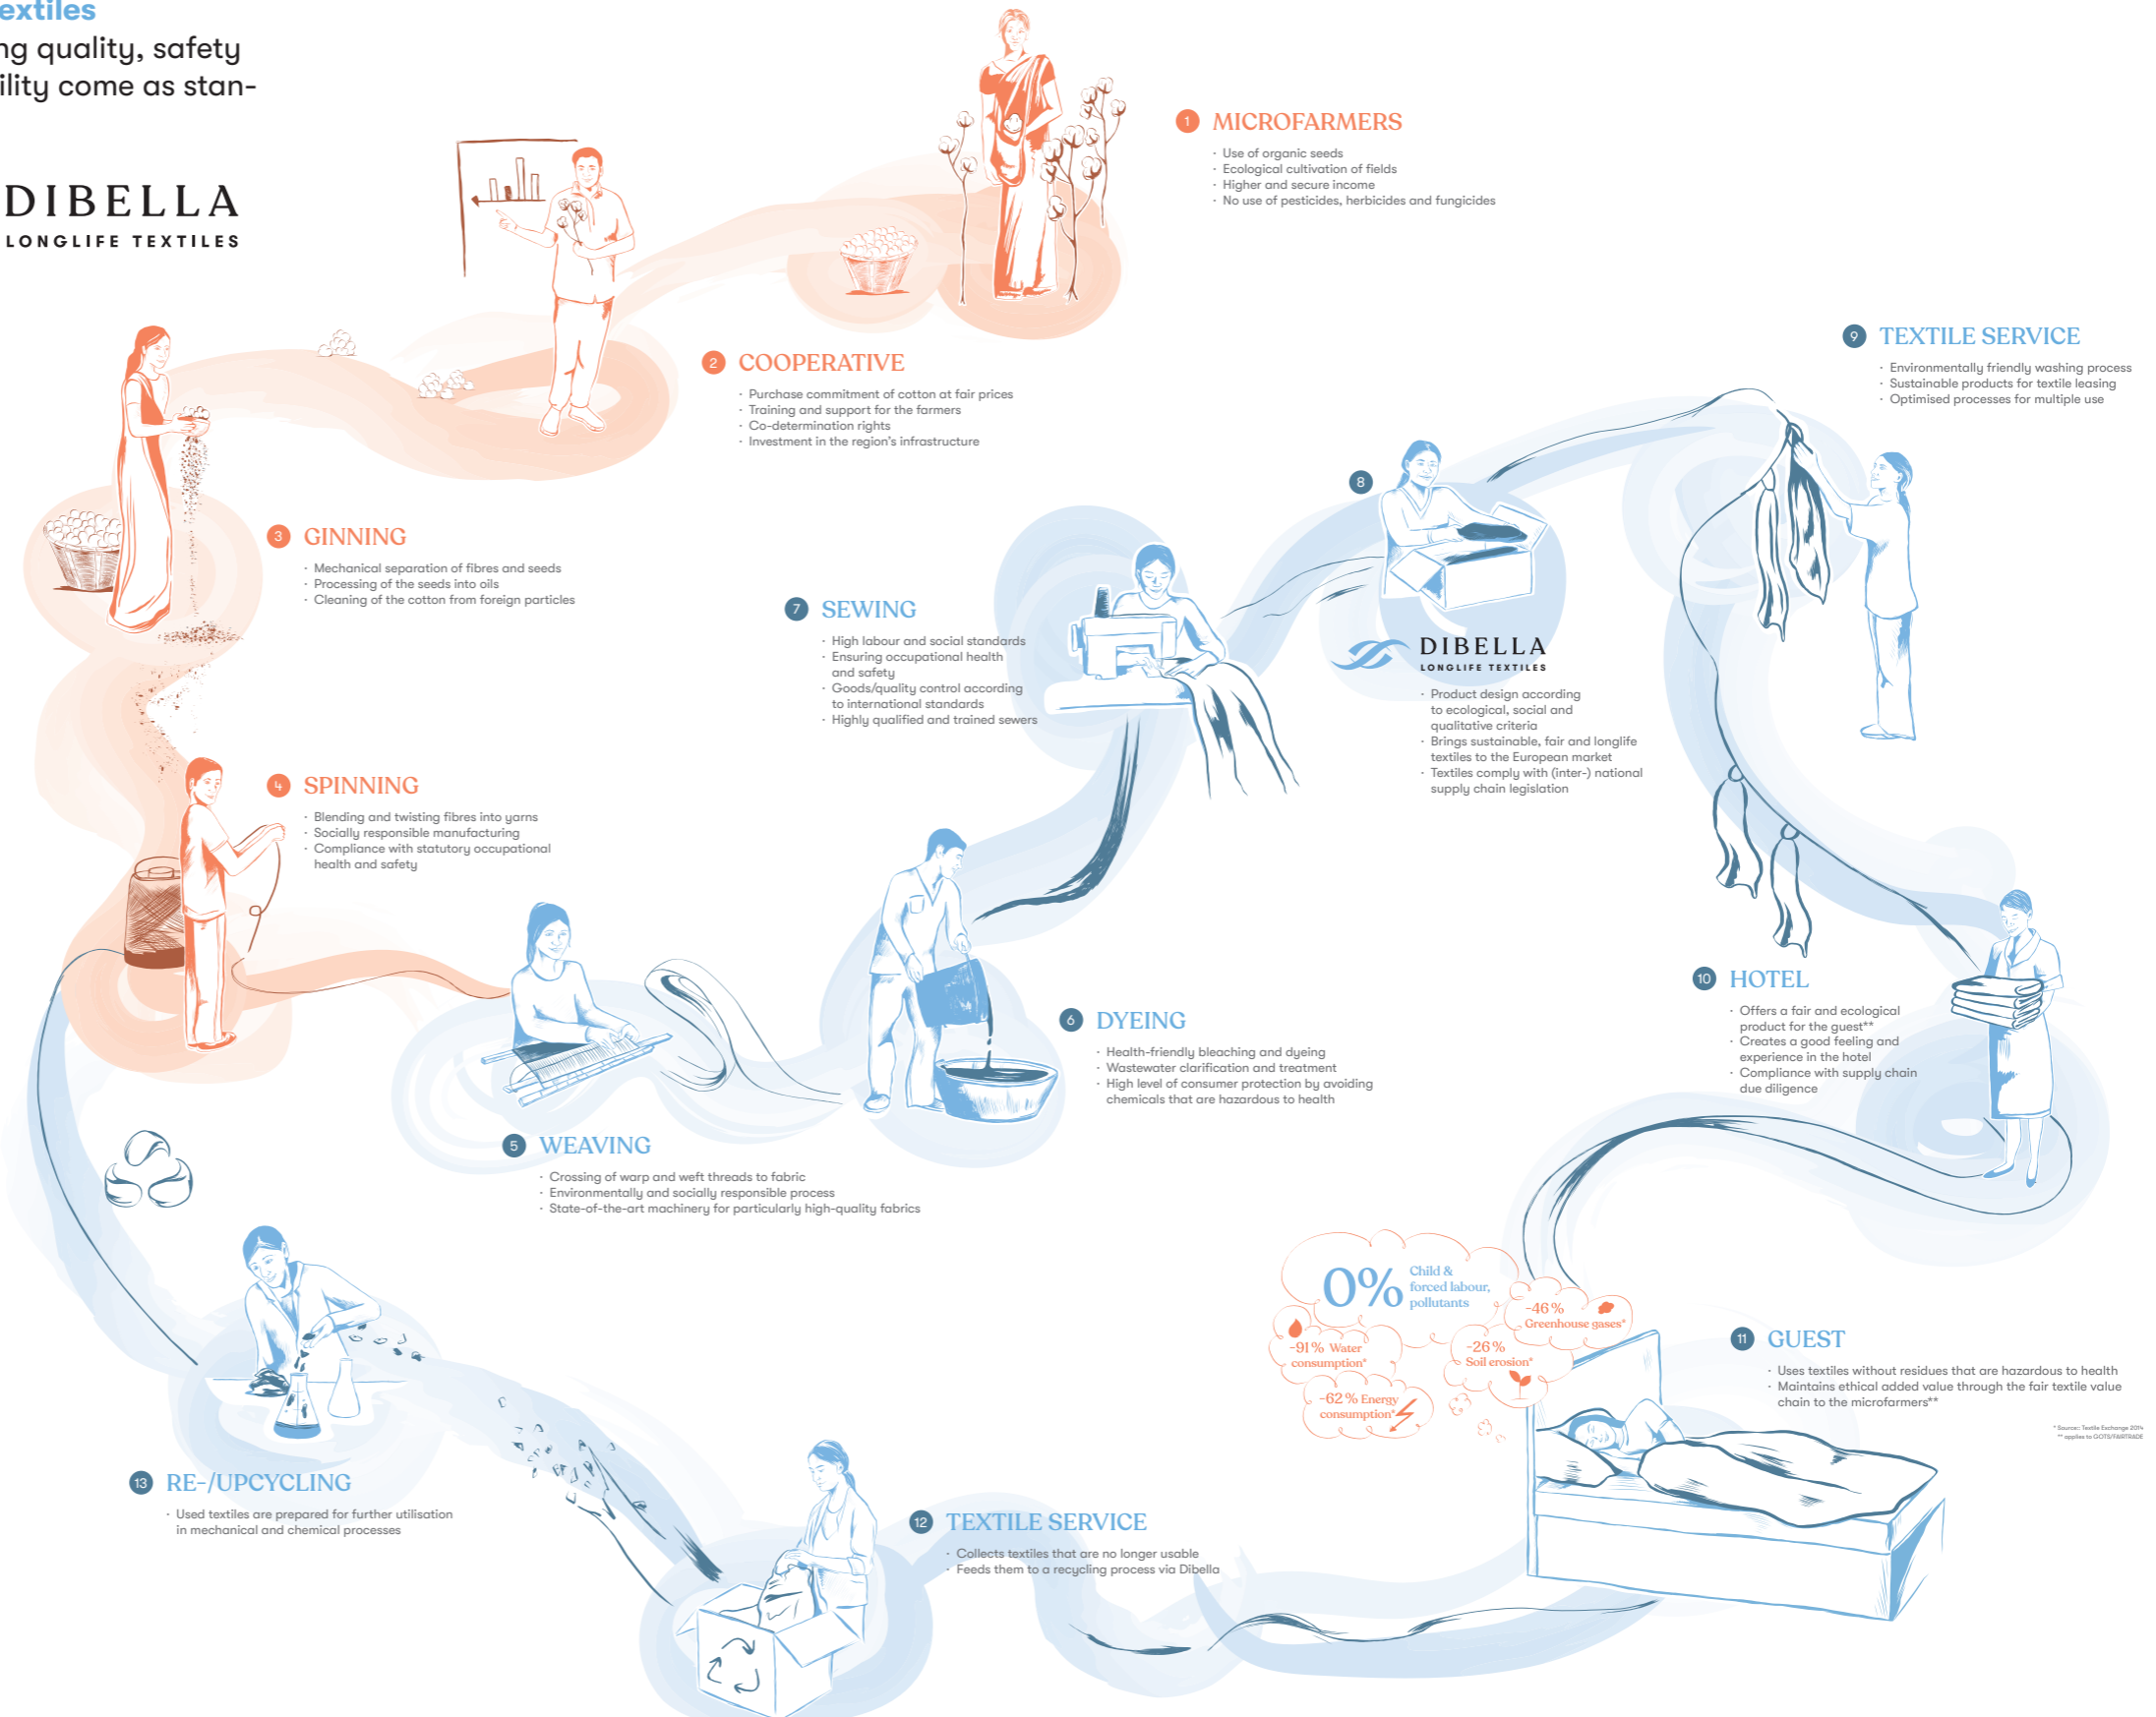 extiles
ng quality, safety
ility come as stan-
DIBELLA
LONGLIFE TEXTILES
1 MICROFARMERS
· Use of organic seeds
· Ecological cultivation of fields
· Higher and secure income
· No use of pesticides, herbicides and fungicides
2 COOPERATIVE
· Purchase commitment of cotton at fair prices
· Training and support for the farmers
· Co-determination rights
· Investment in the region's infrastructure
3 GINNING
· Mechanical separation of fibres and seeds
· Processing of the seeds into oils
· Cleaning of the cotton from foreign particles
4 SPINNING
· Blending and twisting fibres into yarns
· Socially responsible manufacturing
· Compliance with statutory occupational
health and safety
5 WEAVING
· Crossing of warp and weft threads to fabric
· Environmentally and socially responsible process
· State-of-the-art machinery for particularly high-quality fabrics
6 DYEING
· Health-friendly bleaching and dyeing
· Wastewater clarification and treatment
· High level of consumer protection by avoiding
chemicals that are hazardous to health
7 SEWING
· High labour and social standards
· Ensuring occupational health
and safety
· Goods/quality control according
to international standards
· Highly qualified and trained sewers
8
DIBELLA
LONGLIFE TEXTILES
· Product design according
to ecological, social and
qualitative criteria
· Brings sustainable, fair and longlife
textiles to the European market
· Textiles comply with (inter-) national
supply chain legislation
9 TEXTILE SERVICE
· Environmentally friendly washing process
· Sustainable products for textile leasing
· Optimised processes for multiple use
10 HOTEL
· Offers a fair and ecological
product for the guest**
· Creates a good feeling and
experience in the hotel
· Compliance with supply chain
due diligence
0% Child &
forced labour,
pollutants
-46 %
Greenhouse gases*
-91 % Water
consumption*
-26 %
Soil erosion*
-62 % Energy
consumption*
11 GUEST
· Uses textiles without residues that are hazardous to health
· Maintains ethical added value through the fair textile value
chain to the microfarmers**
* Source: Textile Exchange 2014
** applies to GOTS/FAIRTRADE
12 TEXTILE SERVICE
· Collects textiles that are no longer usable
· Feeds them to a recycling process via Dibella
13 RE-/UPCYCLING
· Used textiles are prepared for further utilisation
in mechanical and chemical processes